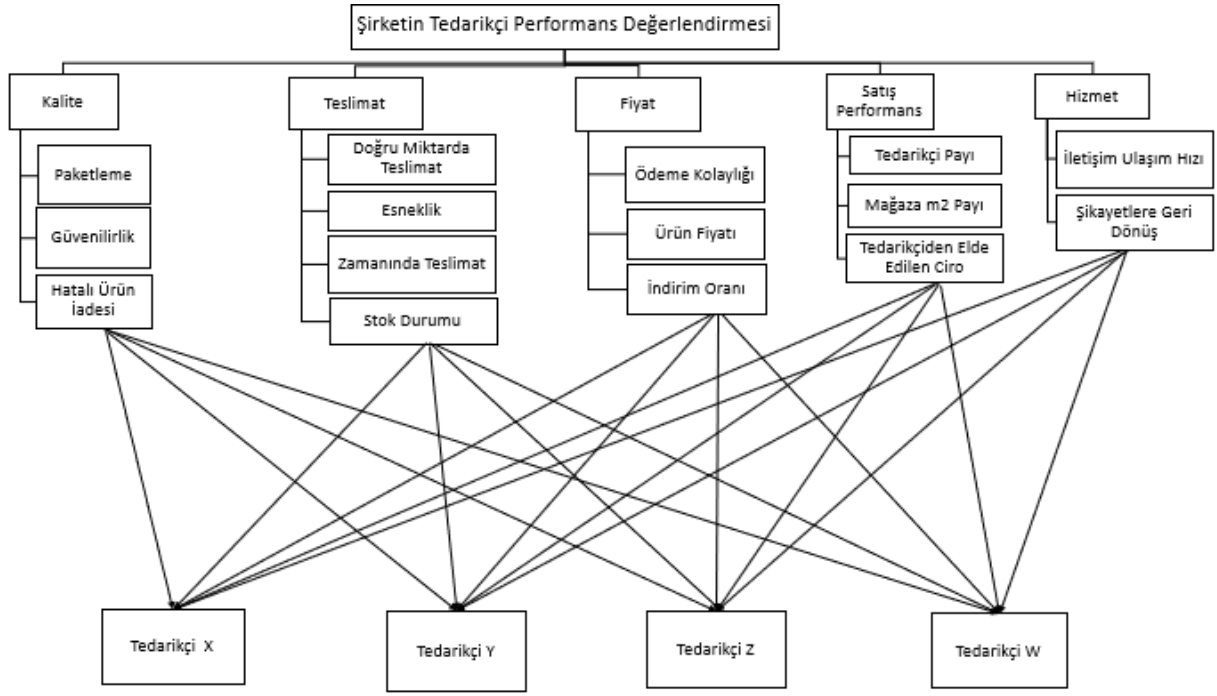 Şirketin Tedarikçi Performans Değerlendirmesi
Kalite
Teslimat
Fiyat
Satış
Performans
Hizmet
Paketleme
Güvenilirlik
Hatalı Ürün
İadesi
Doğru Miktarda
Teslimat
Esneklik
Zamanında Teslimat
Stok Durumu
Ödeme Kolaylığı
Ürün Fiyatı
İndirim Oranı
Tedarikçi Payı
Mağaza m2 Payı
Tedarikçiden Elde
Edilen Ciro
İletişim Ulaşım Hızı
Şikayetlere Geri
Dönüş
Tedarikçi X
Tedarikçi Y
Tedarikçi Z
Tedarikçi W